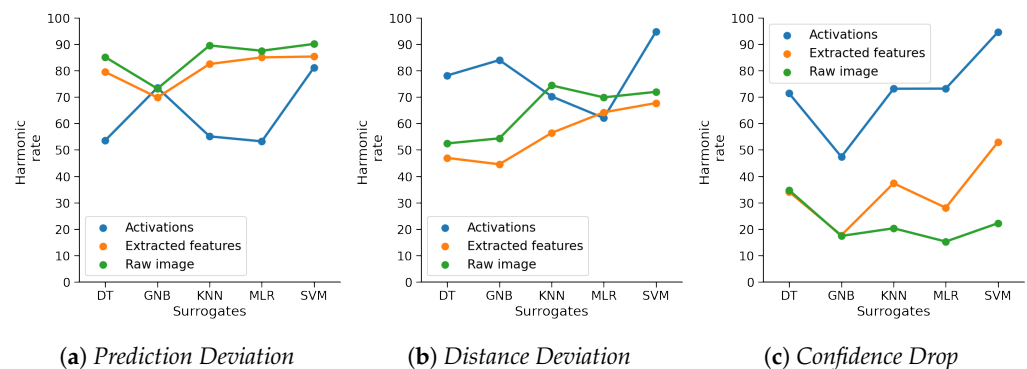 100
90
80
70
60
50
40
30
20
10
0
Harmonic
rate
Activations
Extracted features
Raw image
DT GNB KNN MLR SVM
Surrogates
(a) Prediction Deviation
100
90
80
70
60
50
40
30
20
10
0
Harmonic
rate
Activations
Extracted features
Raw image
DT GNB KNN MLR SVM
Surrogates
(b) Distance Deviation
100
90
80
70
60
50
40
30
20
10
0
Harmonic
rate
Activations
Extracted features
Raw image
DT GNB KNN MLR SVM
Surrogates
(c) Confidence Drop